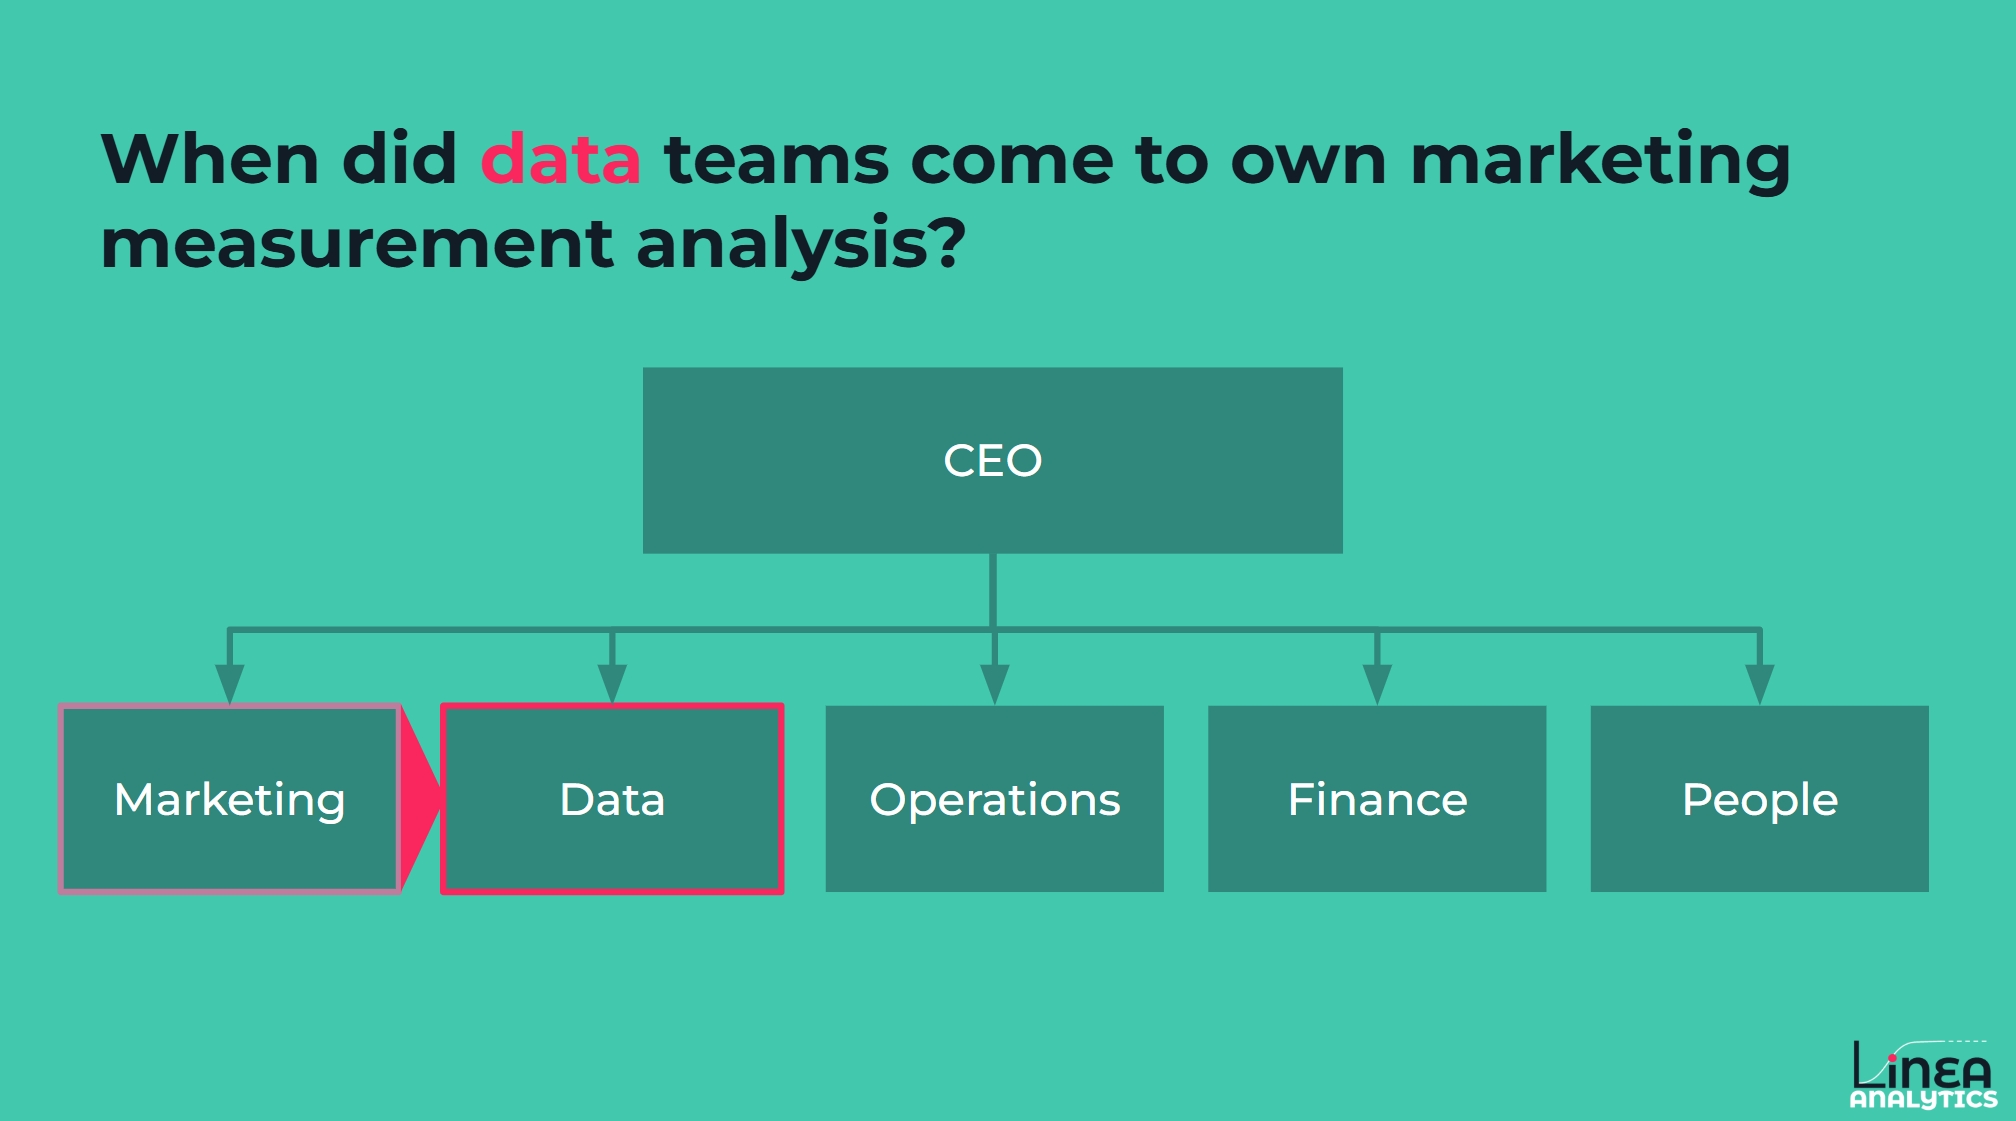 When did data teams come to own marketing
measurement analysis?
CEO
Marketing
Data
Operations
Finance
People
LinEA
ANALYTICS